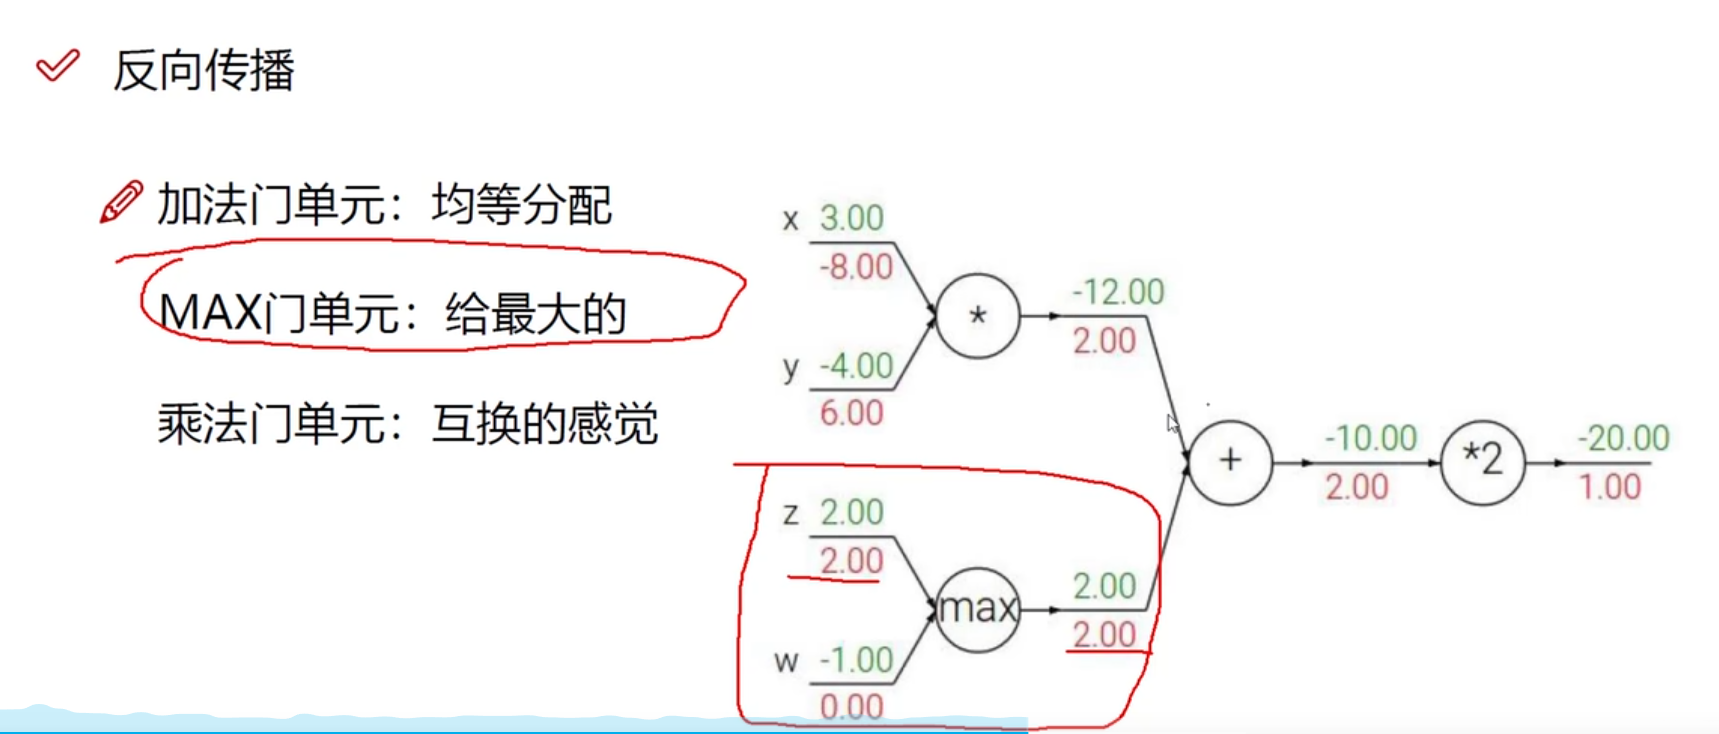 反向传播
加法门单元：均等分配
MAX门单元：给最大的
乘法门单元：互换的感觉
x 3.00
-8.00
*
-12.00
2.00
y -4.00
6.00
+
-10.00
2.00
*2
-20.00
1.00
z 2.00
2.00
max
2.00
2.00
w -1.00
0.00